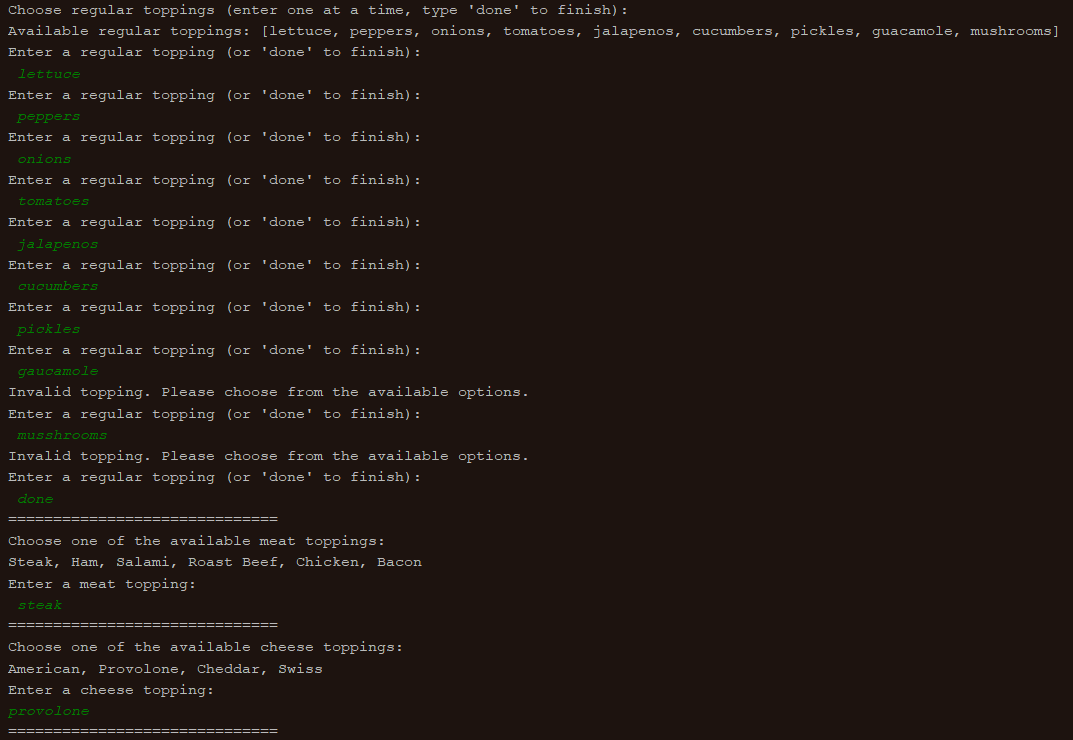 Choose regular toppings (enter one at a time, type 'done' to finish):
Available regular toppings: [lettuce, peppers, onions, tomatoes, jalapenos, cucumbers, pickles, guacamole, mushrooms]
Enter a regular topping (or 'done' to finish):
lettuce
Enter a regular topping (or 'done' to finish):
peppers
Enter a regular topping (or 'done' to finish):
onions
Enter a regular topping (or 'done' to finish):
tomatoes
Enter a regular topping (or 'done' to finish):
jalapenos
Enter a regular topping (or 'done' to finish):
cucumbers
Enter a regular topping (or 'done' to finish):
pickles
Enter a regular topping (or 'done' to finish):
gaucamole
Invalid topping. Please choose from the available options.
Enter a regular topping (or 'done' to finish):
musshrooms
Invalid topping. Please choose from the available options.
Enter a regular topping (or 'done' to finish):
done
==============================
Choose one of the available meat toppings:
Steak, Ham, Salami, Roast Beef, Chicken, Bacon
Enter a meat topping:
steak
==============================
Choose one of the available cheese toppings:
American, Provolone, Cheddar, Swiss
Enter a cheese topping:
provolone
==============================